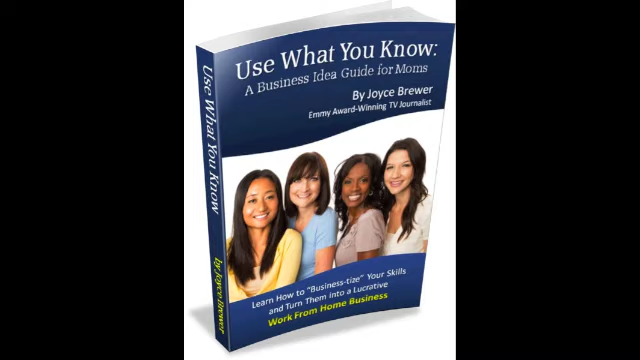 Use What You Know:
A Business Idea Guide for Moms
By Joyce Brewer
Emmy Award-Winning TV Journalist
Use What You Know
by Joyce Brewer
Learn How to "Business-tize" Your Skills
and Turn Them Into a Lucrative
Work From Home Business